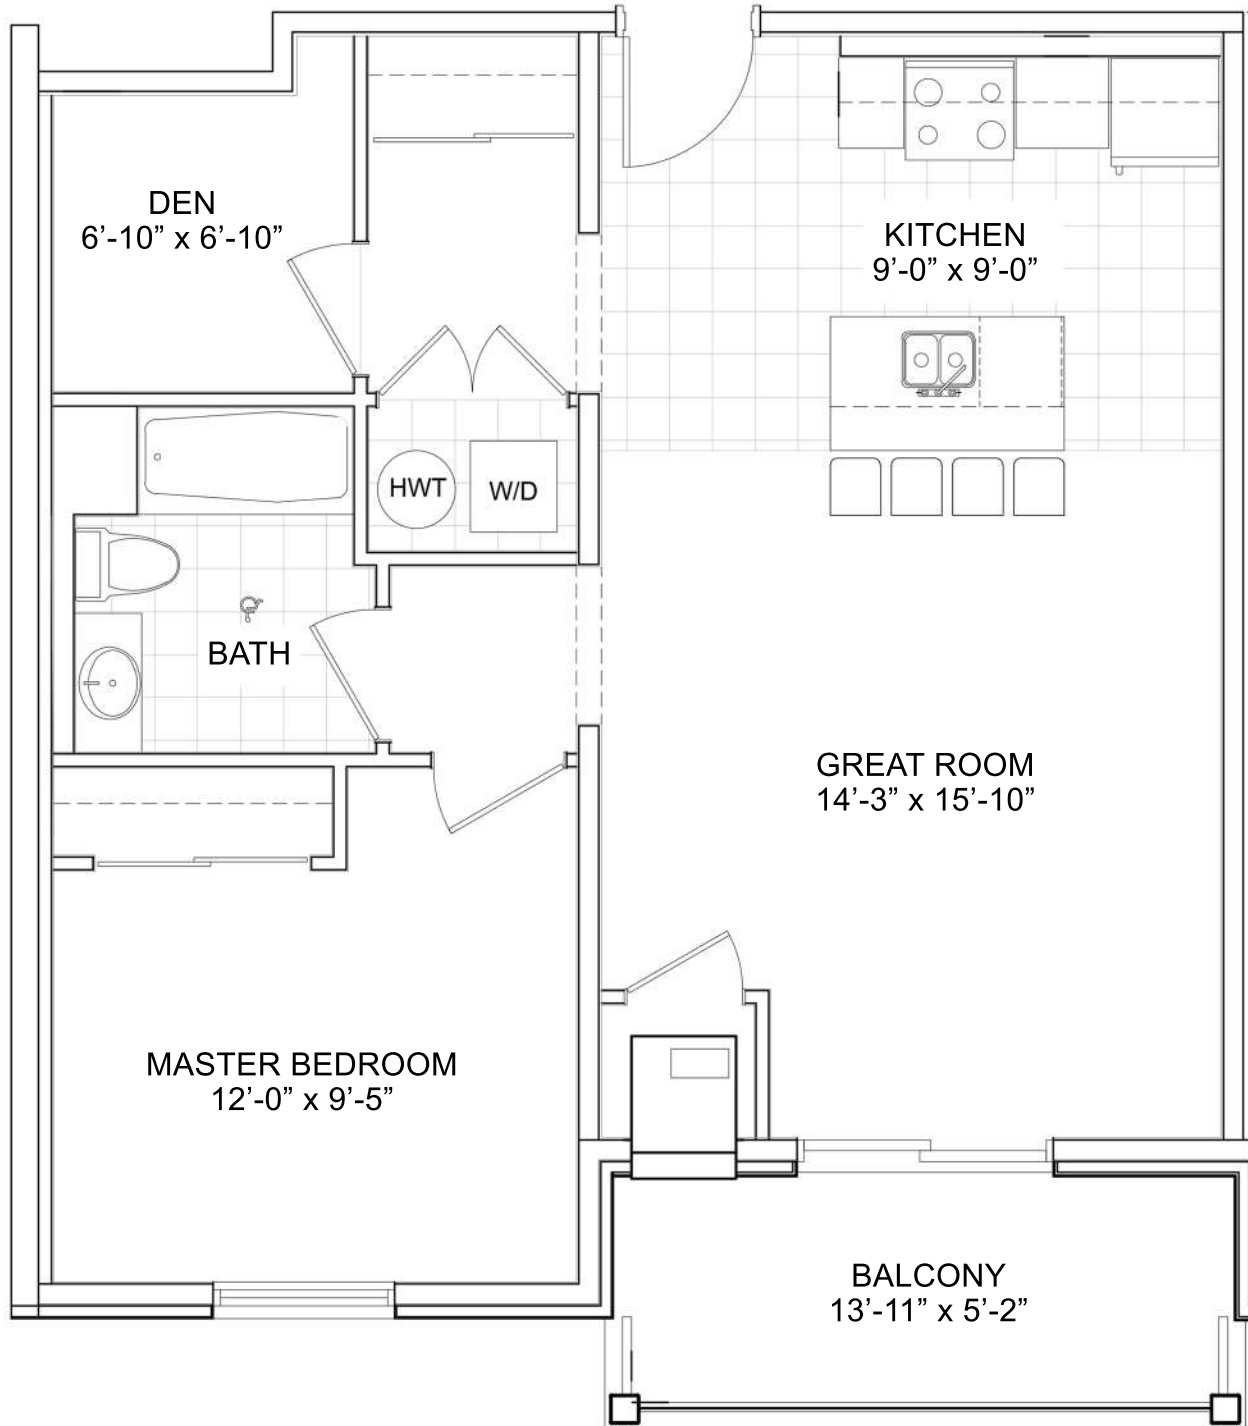 DEN
6’-10” x 6’-10”
KITCHEN
9’-0” x 9’-0”
HWT
W/D
BATH
GREAT ROOM
14’-3” x 15’-10”
MASTER BEDROOM
12’-0” x 9’-5”
BALCONY
13’-11” x 5’-2”